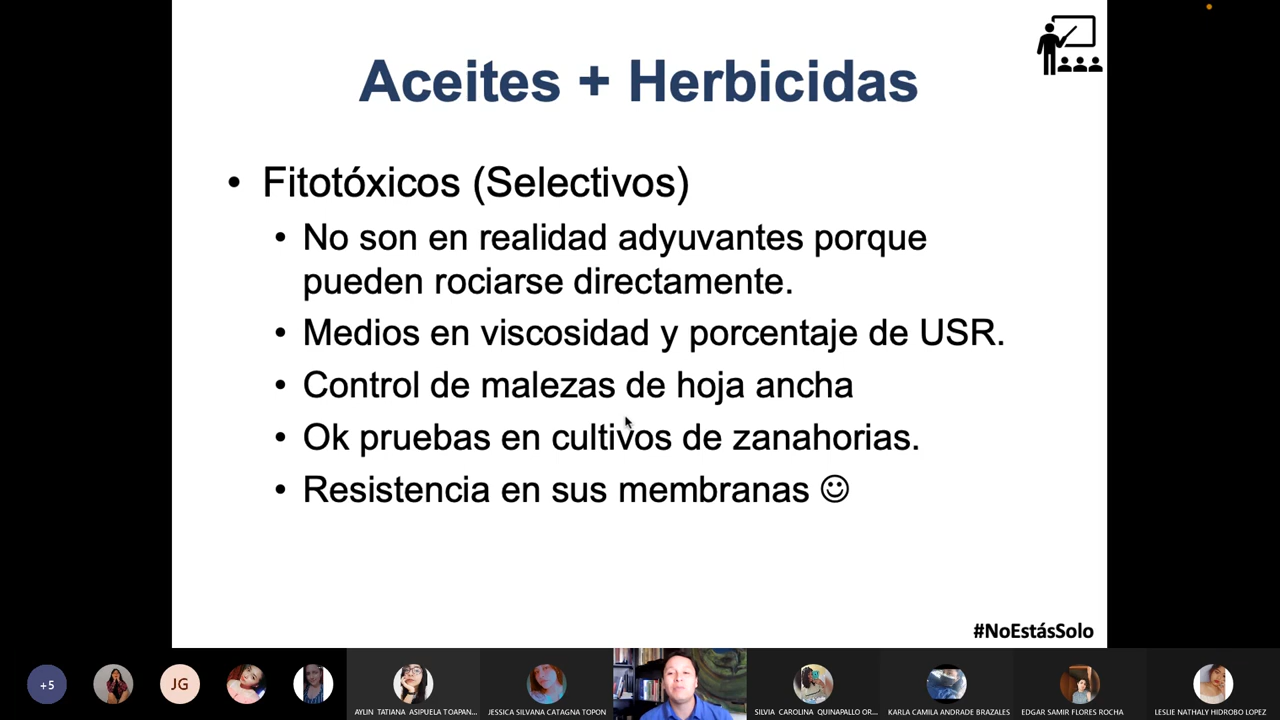 Aceites + Herbicidas
• Fitotóxicos (Selectivos)
• No son en realidad adyuvantes porque
pueden rociarse directamente.
• Medios en viscosidad y porcentaje de USR.
• Control de malezas de hoja ancha
• Ok pruebas en cultivos de zanahorias.
• Resistencia en sus membranas ☺
#NoEstásSolo
+5
JG
AYLIN TATIANA ASIPUELA TOAPAN...
JESSICA SILVANA CATAGNA TOPON
SILVIA CAROLINA QUINAPALLO OR...
KARLA CAMILA ANDRADE BRAZALES
EDGAR SAMIR FLORES ROCHA
LESLIE NATHALY HIDROBO LOPEZ